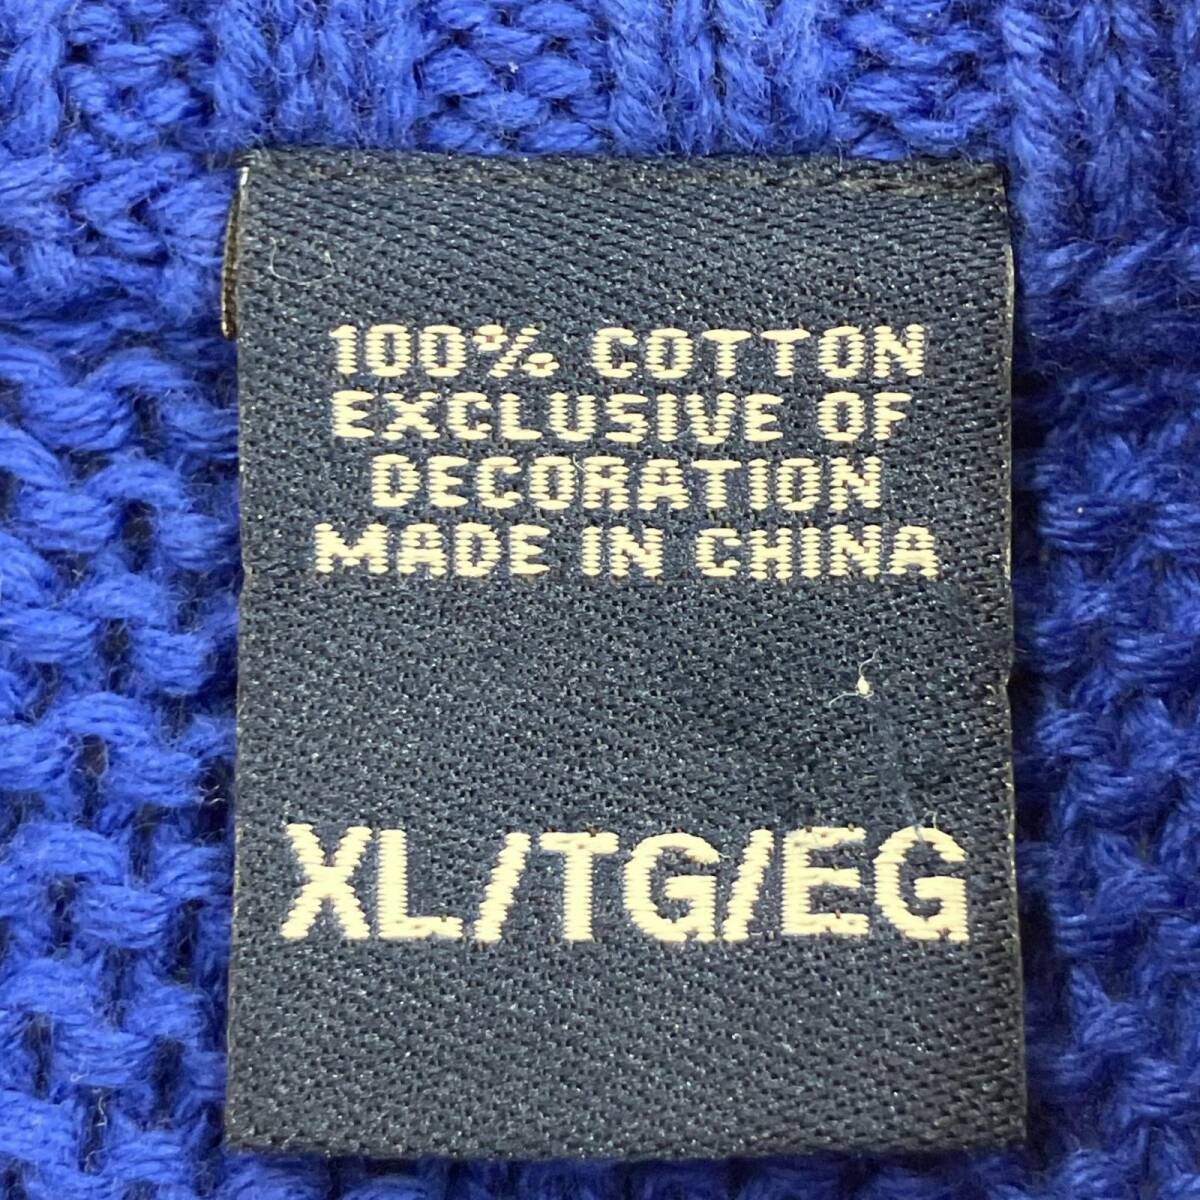 100% COTTON
EXCLUSIVE OF
DECORATION
MADE IN CHINA
XL/TG/EG